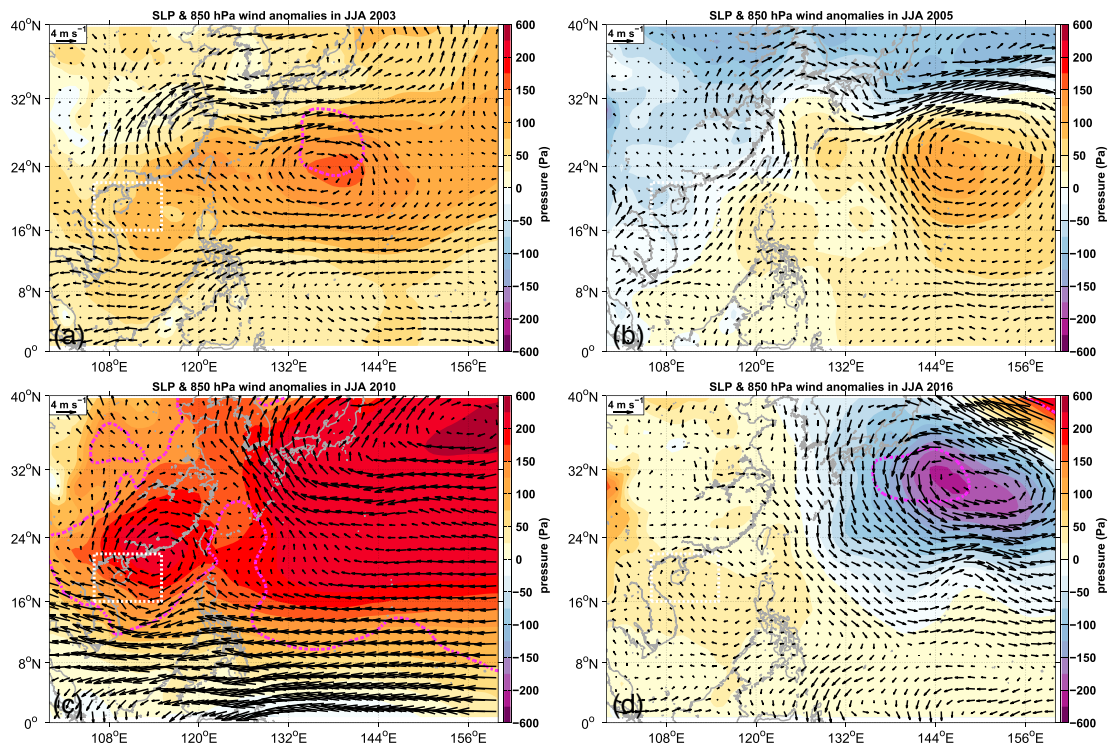 SLP & 850 hPa wind anomalies in JJA 2003
4 m s⁻¹
40°N
32°N
24°N
16°N
8°N
0°
108°E
120°E
132°E
144°E
156°E
(a)
600
200
150
100
50
0
−50
−100
−150
−200
−600
pressure (Pa)
SLP & 850 hPa wind anomalies in JJA 2005
4 m s⁻¹
40°N
32°N
24°N
16°N
8°N
0°
108°E
120°E
132°E
144°E
156°E
(b)
600
200
150
100
50
0
−50
−100
−150
−200
−600
pressure (Pa)
SLP & 850 hPa wind anomalies in JJA 2010
4 m s⁻¹
40°N
32°N
24°N
16°N
8°N
0°
108°E
120°E
132°E
144°E
156°E
(c)
600
200
150
100
50
0
−50
−100
−150
−200
−600
pressure (Pa)
SLP & 850 hPa wind anomalies in JJA 2016
4 m s⁻¹
40°N
32°N
24°N
16°N
8°N
0°
108°E
120°E
132°E
144°E
156°E
(d)
600
200
150
100
50
0
−50
−100
−150
−200
−600
pressure (Pa)